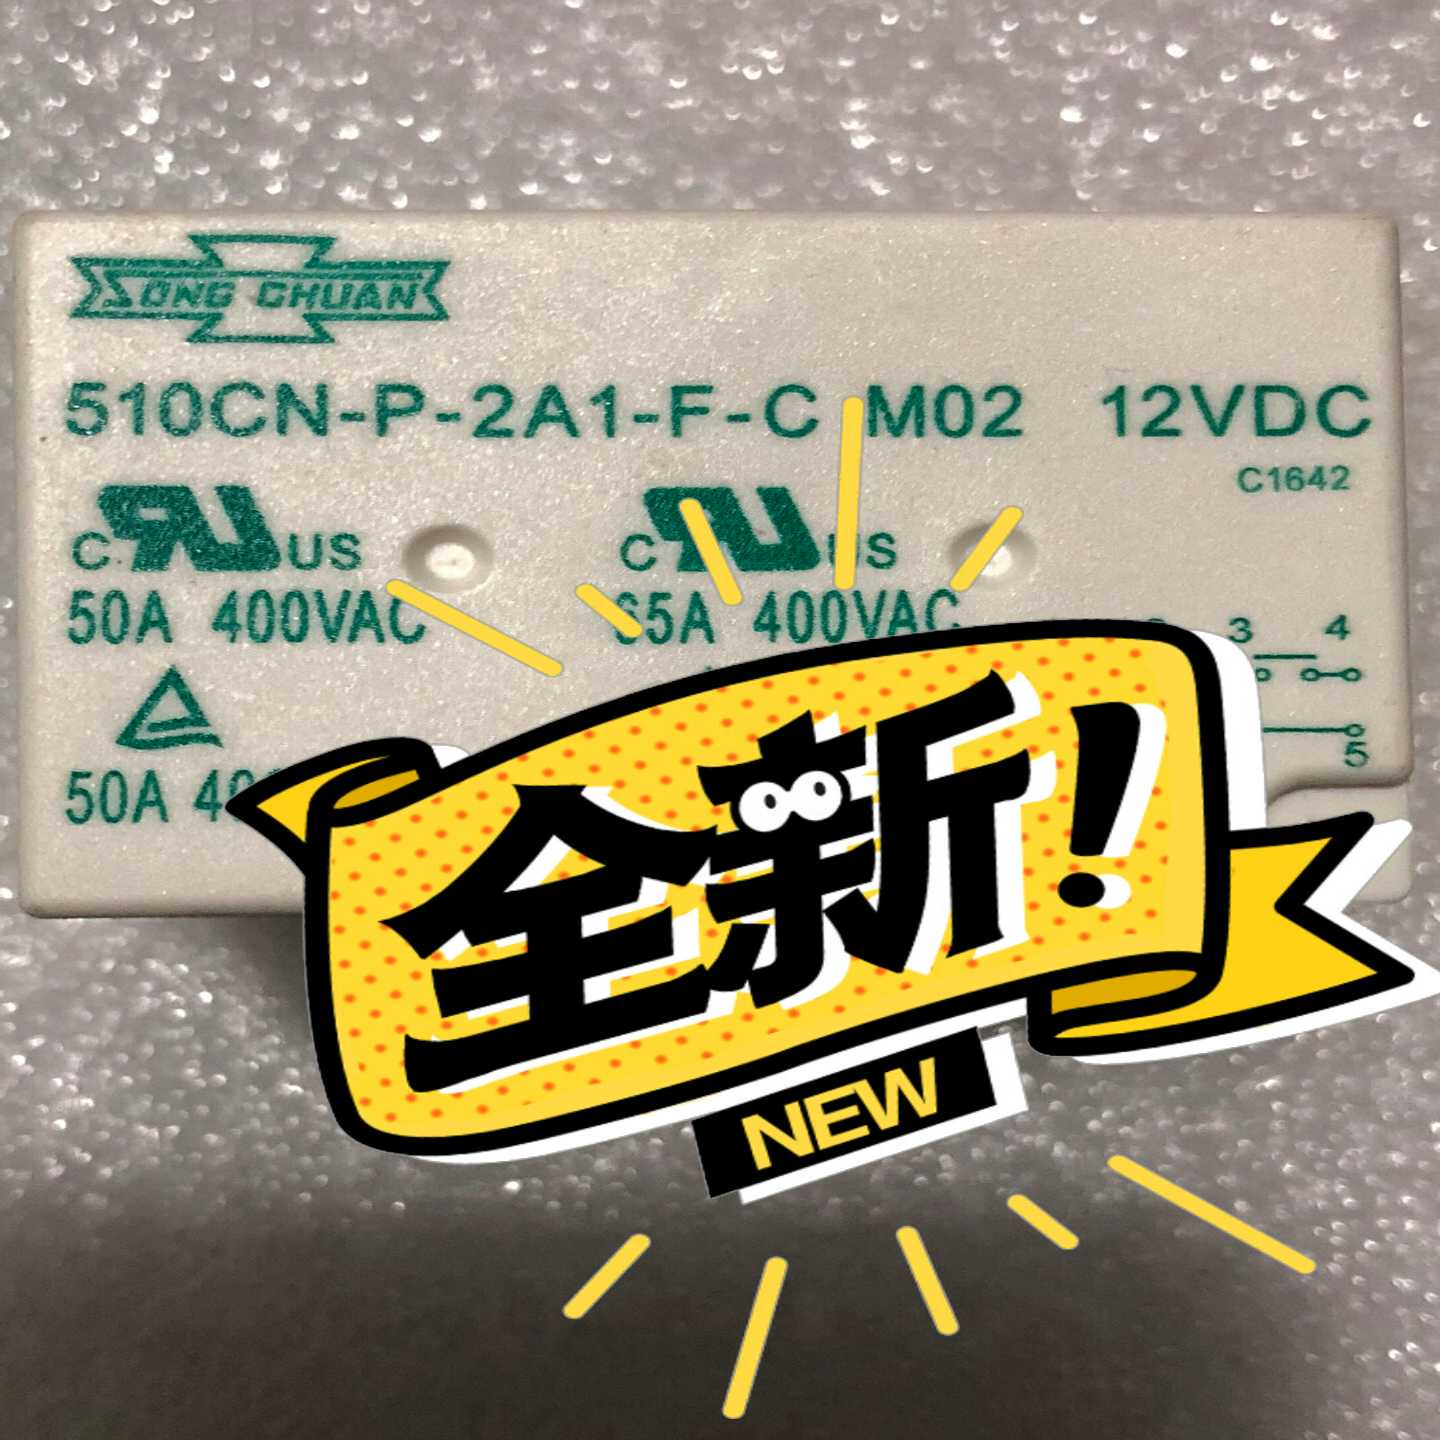 SONG CHUAN
510CN-P-2A1-F-C M02 12VDC
C1642
C US C US
50A 400VAC 65A 400VAC
3 4
5
50A
全新!
NEW